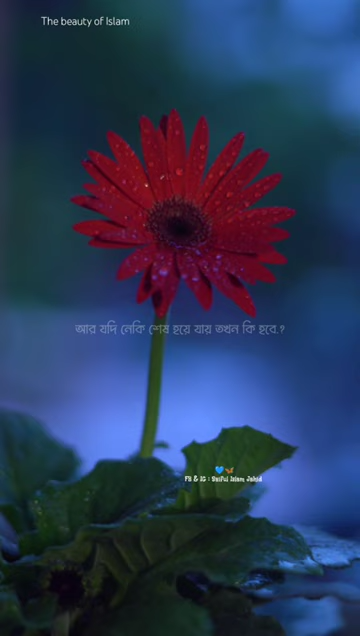 The beauty of Islam
আর যদি নেকি শেষ হয়ে যায় তখন কি হবে.?
💙🦋
FB & IG : Saiful Islam Jahid